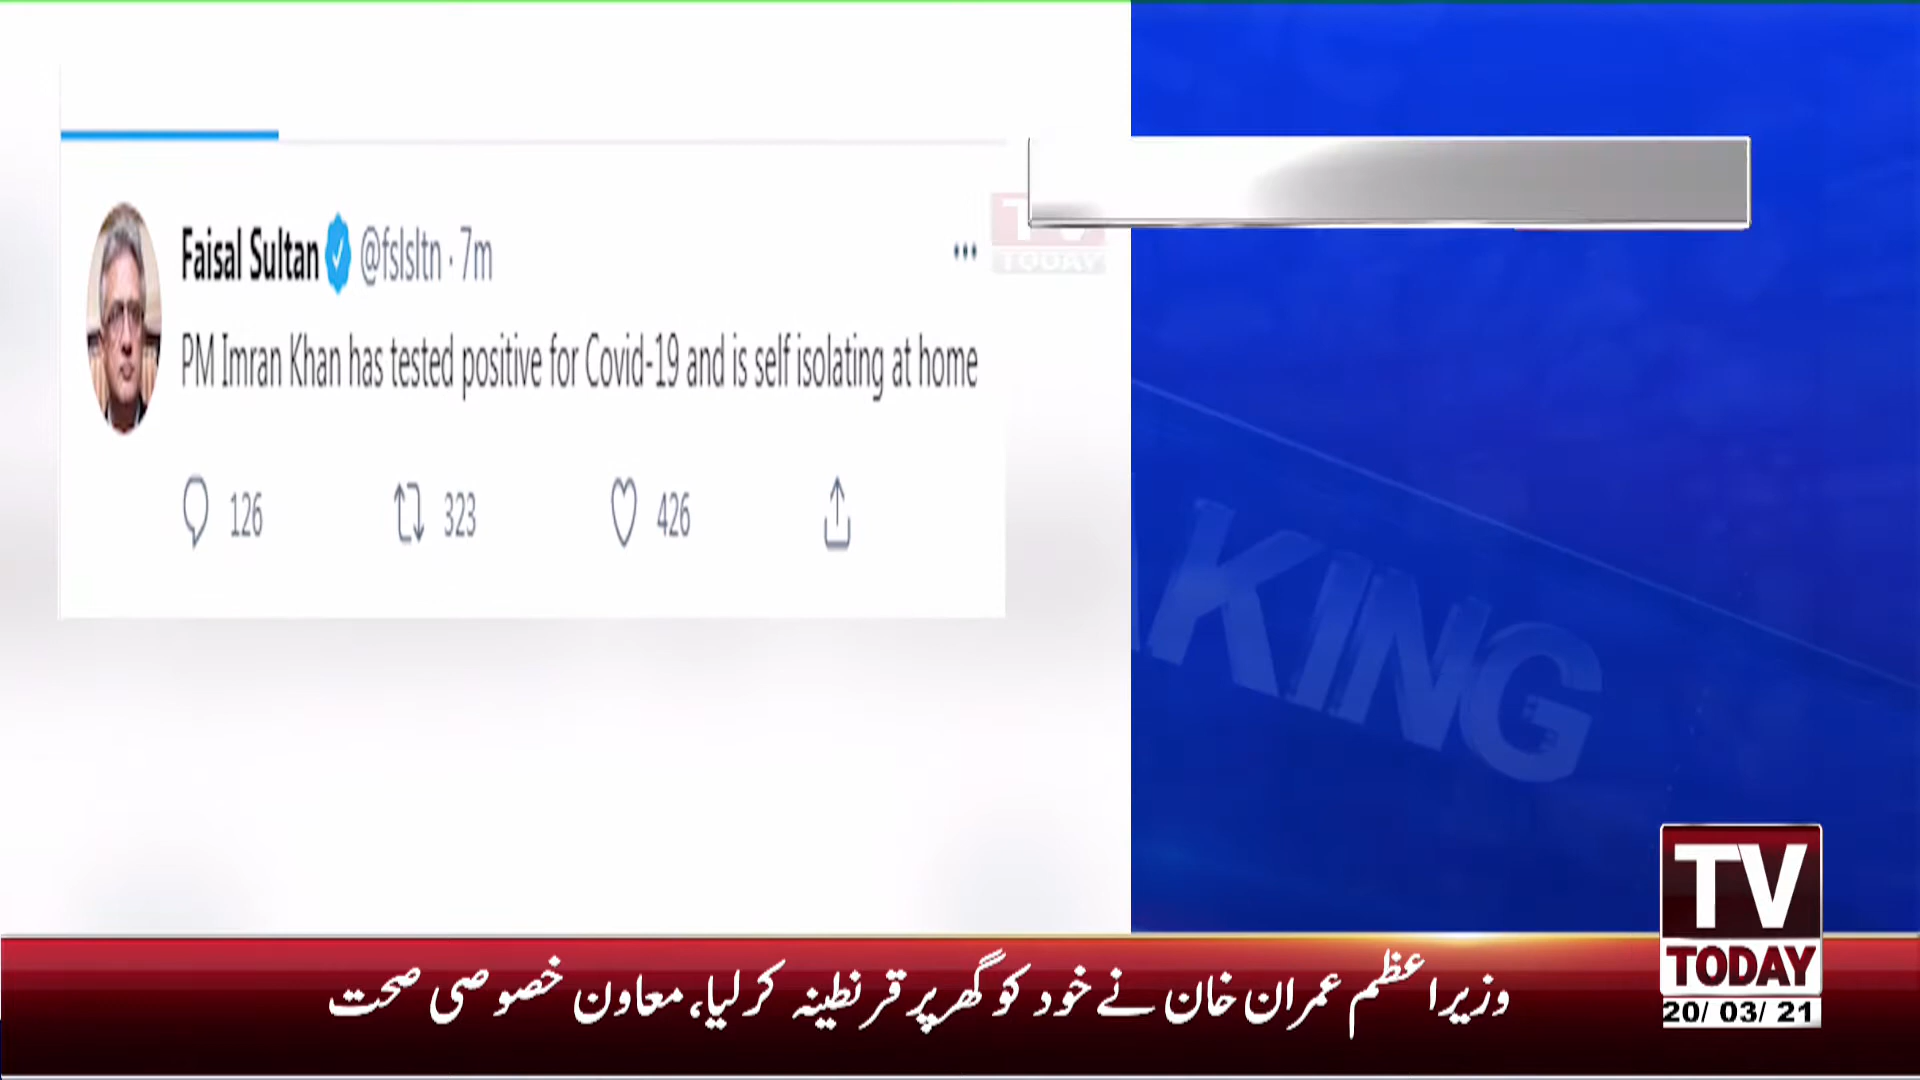 Faisal Sultan @fslsltn · 7m
PM Imran Khan has tested positive for Covid-19 and is self isolating at home
126 323 426
TV
TODAY
KING
TV
TODAY
20/ 03/ 21
وزیراعظم عمران خان نے خود کو گھر پر قرنطینہ کرلیا، معاون خصوصی صحت